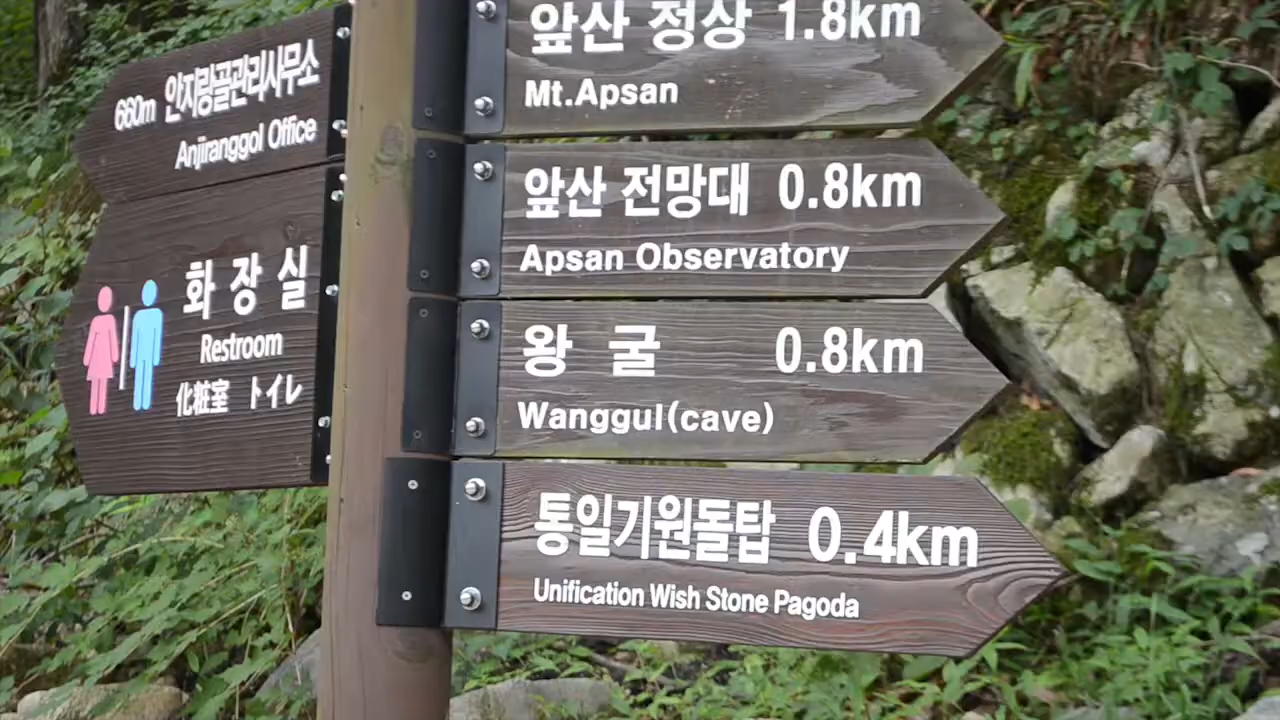 660m 안지랑골관리사무소
Anjiranggol Office
화장실
Restroom
化粧室 トイレ
앞산 정상 1.8km
Mt.Apsan
앞산 전망대 0.8km
Apsan Observatory
왕굴 0.8km
Wanggul(cave)
통일기원돌탑 0.4km
Unification Wish Stone Pagoda